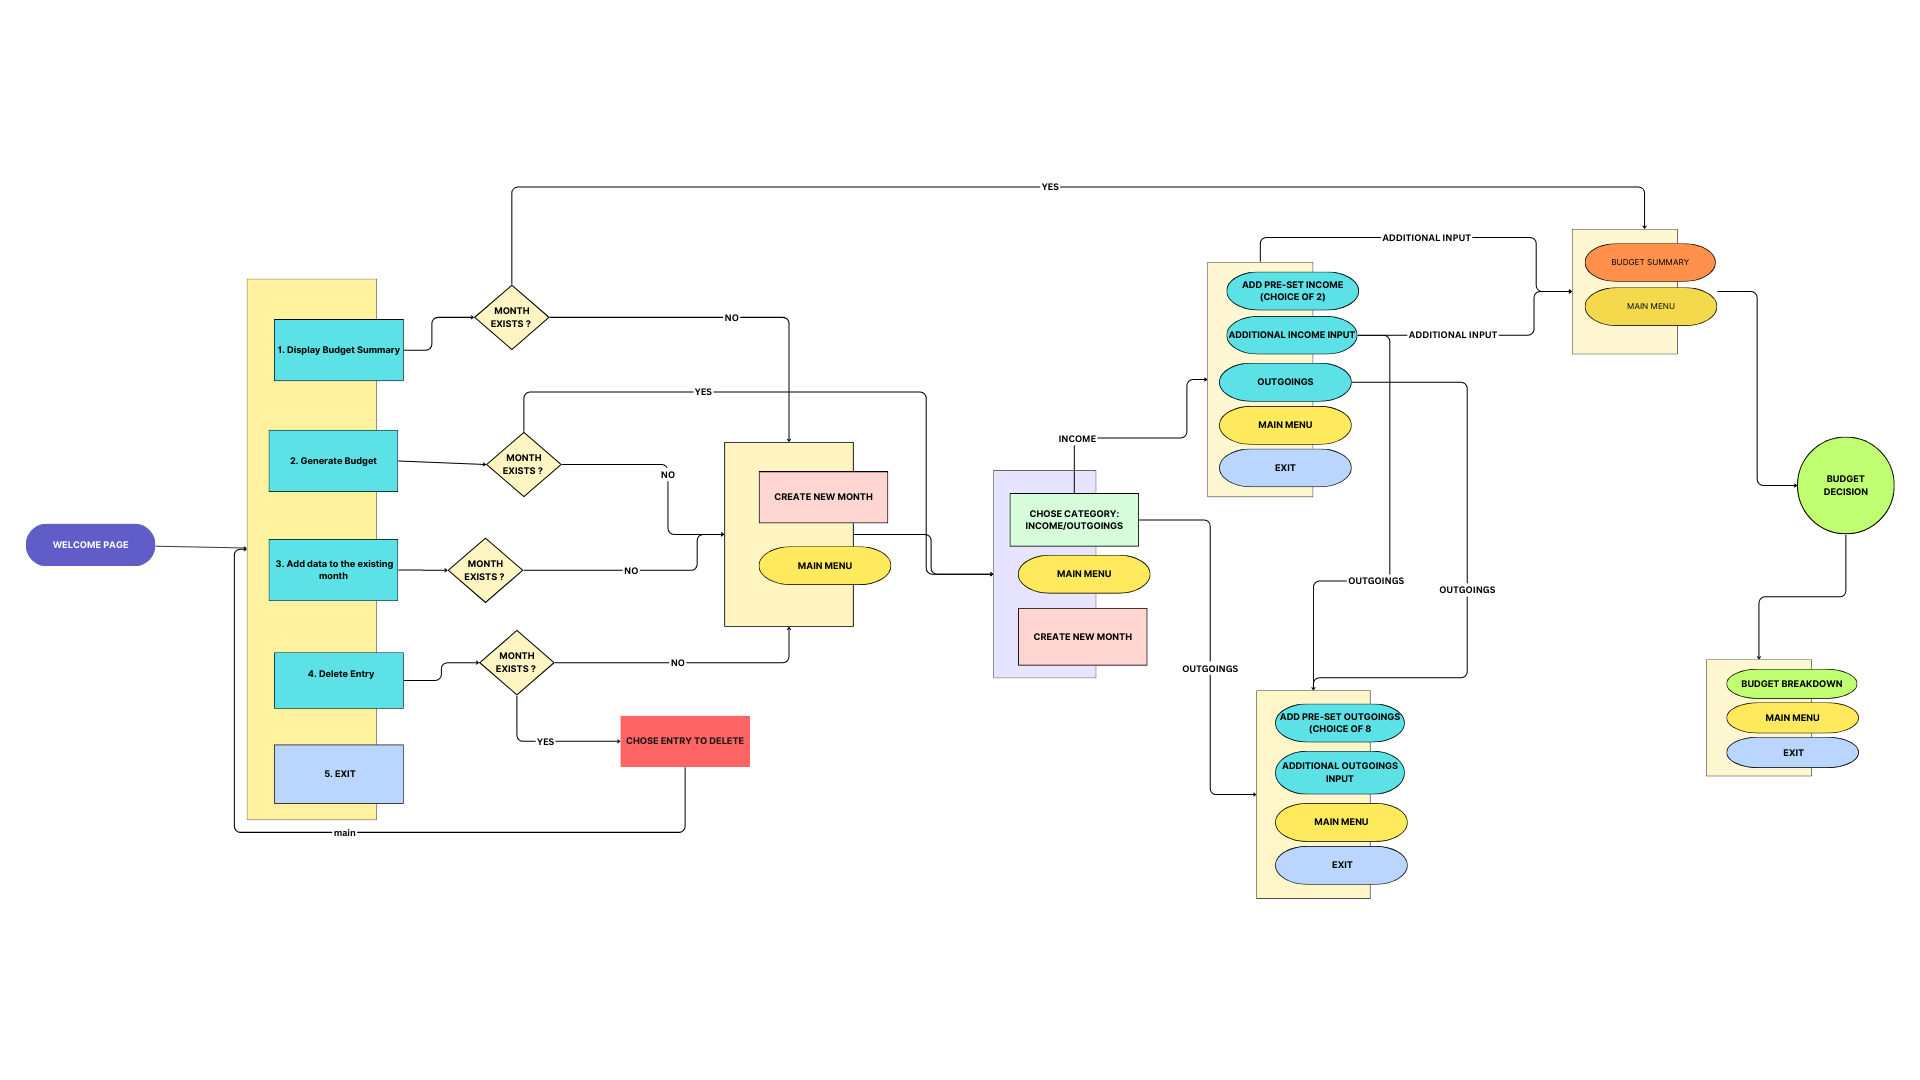 WELCOME PAGE
1. Display Budget Summary
2. Generate Budget
3. Add data to the existing
month
4. Delete Entry
5. EXIT
main
MONTH
EXISTS ?
YES
NO
MONTH
EXISTS ?
YES
NO
MONTH
EXISTS ?
NO
MONTH
EXISTS ?
NO
YES
CHOSE ENTRY TO DELETE
CREATE NEW MONTH
MAIN MENU
CHOSE CATEGORY:
INCOME/OUTGOINGS
MAIN MENU
CREATE NEW MONTH
INCOME
OUTGOINGS
ADD PRE-SET INCOME
(CHOICE OF 2)
ADDITIONAL INCOME INPUT
OUTGOINGS
MAIN MENU
EXIT
ADDITIONAL INPUT
ADDITIONAL INPUT
OUTGOINGS
OUTGOINGS
ADD PRE-SET OUTGOINGS
(CHOICE OF 8
ADDITIONAL OUTGOINGS
INPUT
MAIN MENU
EXIT
BUDGET SUMMARY
MAIN MENU
BUDGET
DECISION
BUDGET BREAKDOWN
MAIN MENU
EXIT